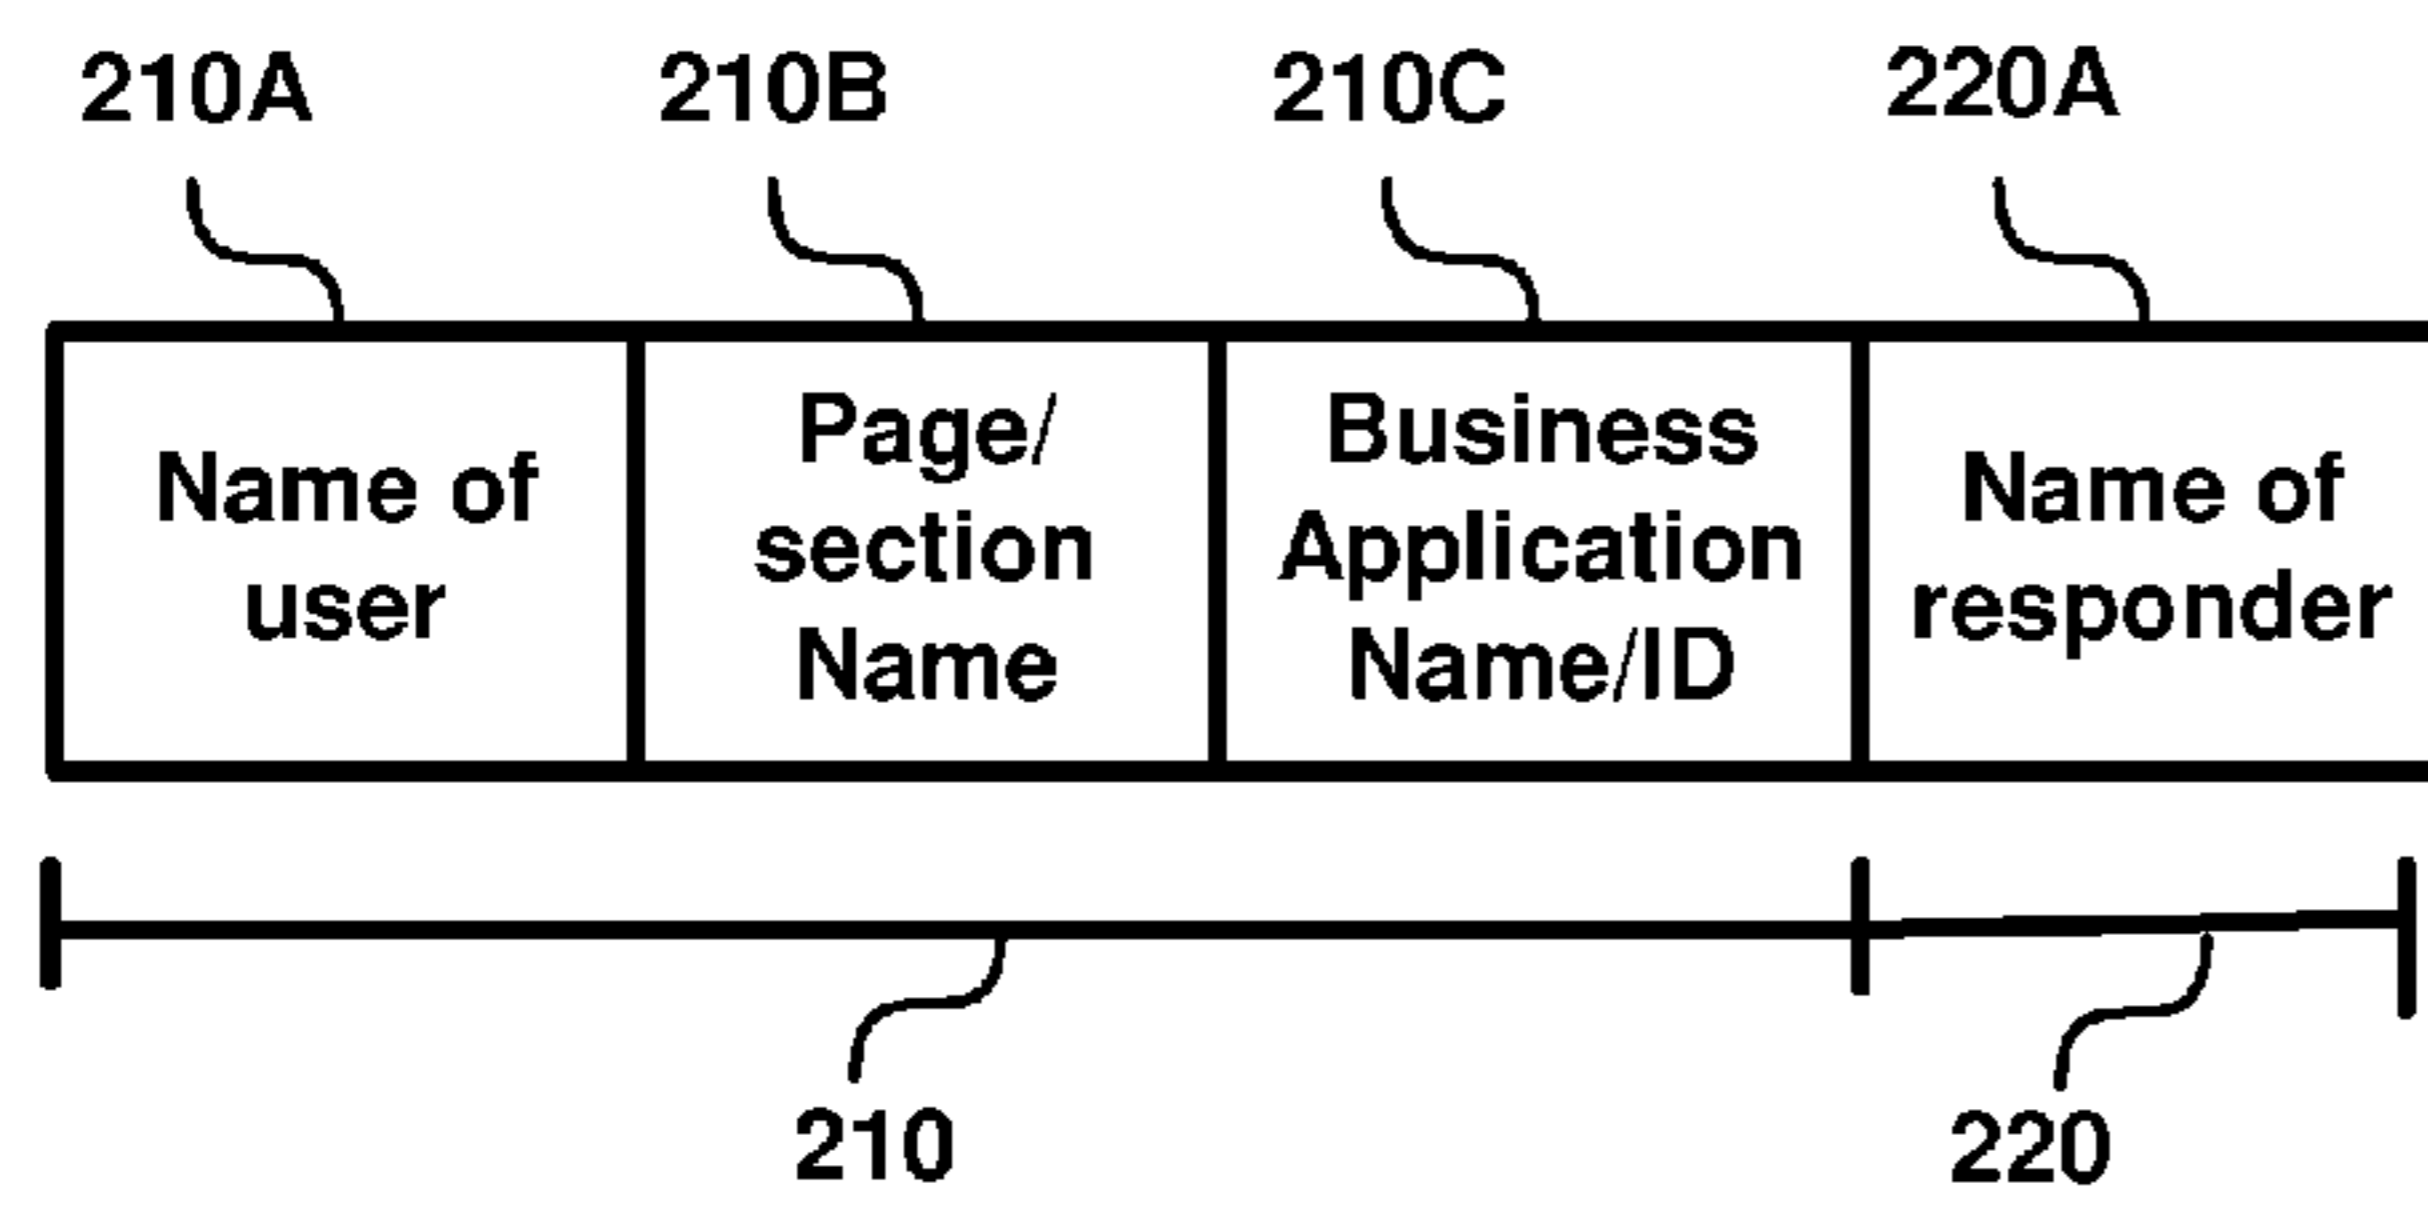 210A 210B 210C 220A
Name of
user
Page/
section
Name
Business
Application
Name/ID
Name of
responder
210 220